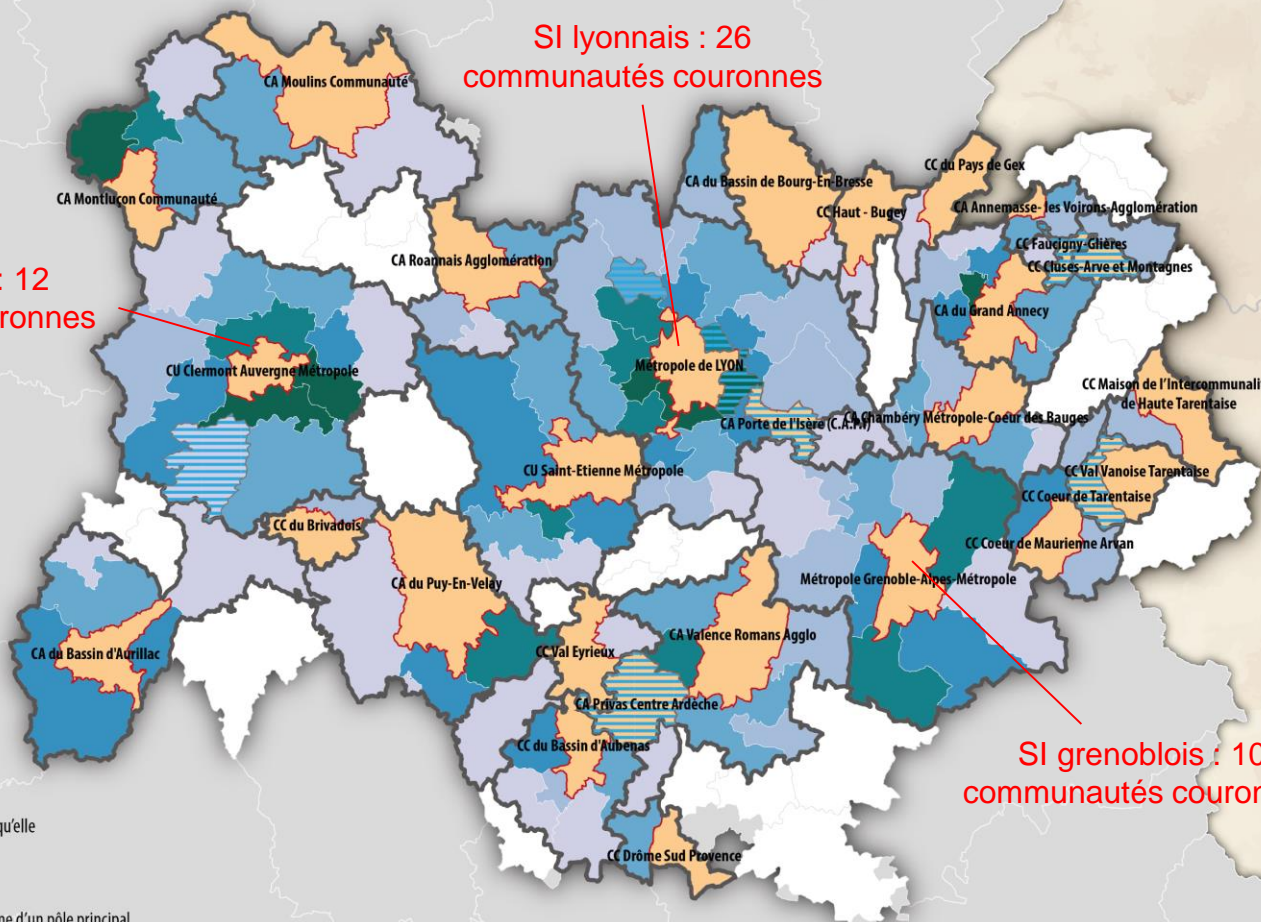 SI lyonnais : 26
communautés couronnes
CA Moulins Communauté
CC du Pays de Gex
CA du Bassin de Bourg-En-Bresse
CA Montluçon Communauté
CC Haut - Bugey
CA Annemasse- les Voirons-Agglomération
CC Faucigny-Glières
CA Roannais Agglomération
CC Cluses-Arve et Montagnes
: 12
ronnes
CA du Grand Annecy
CU Clermont Auvergne Métropole
Métropole de LYON
CC Maison de l'Intercommunalit
de Haute Tarentaise
CA Chambéry Métropole-Coeur des Bauges
CA Porte de l'Isère (C.A.P.I)
CU Saint-Etienne Métropole
CC Val Vanoise Tarentaise
CC Coeur de Tarentaise
CC du Brivadois
CC Coeur de Maurienne Arvan
CA du Puy-En-Velay
Métropole Grenoble-Alpes-Métropole
CA Valence Romans Agglo
CA du Bassin d'Aurillac
CC Val Eyrieux
CA Privas Centre Ardèche
CC du Bassin d'Aubenas
SI grenoblois : 10
communautés couron
qu'elle
CC Drôme Sud Provence
ne d'un pôle principal